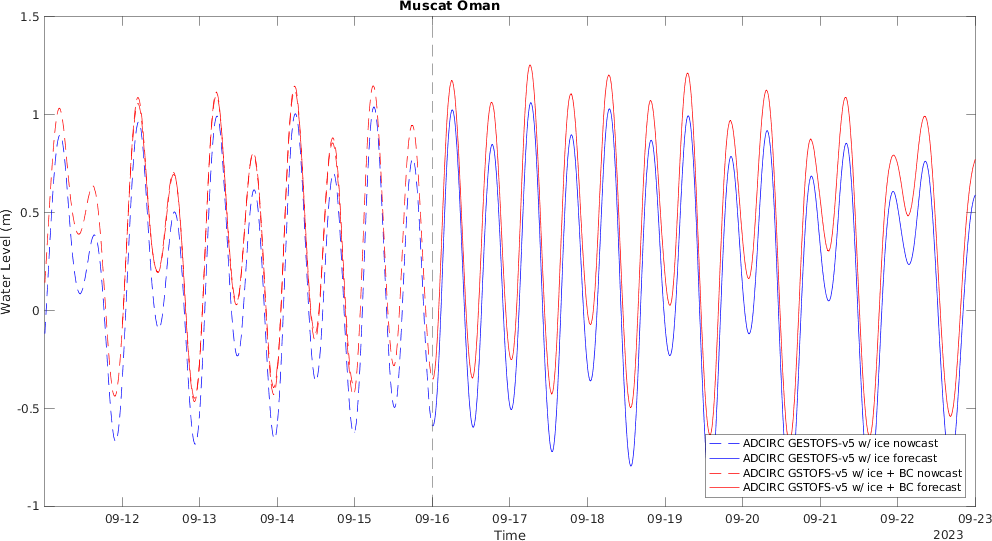 Muscat Oman
1.5
1
0.5
0
-0.5
-1
Water Level (m)
09-12 09-13 09-14 09-15 09-16 09-17 09-18 09-19 09-20 09-21 09-22 09-23
Time
2023
ADCIRC GESTOFS-v5 w/ ice nowcast
ADCIRC GESTOFS-v5 w/ ice forecast
ADCIRC GSTOFS-v5 w/ ice + BC nowcast
ADCIRC GSTOFS-v5 w/ ice + BC forecast